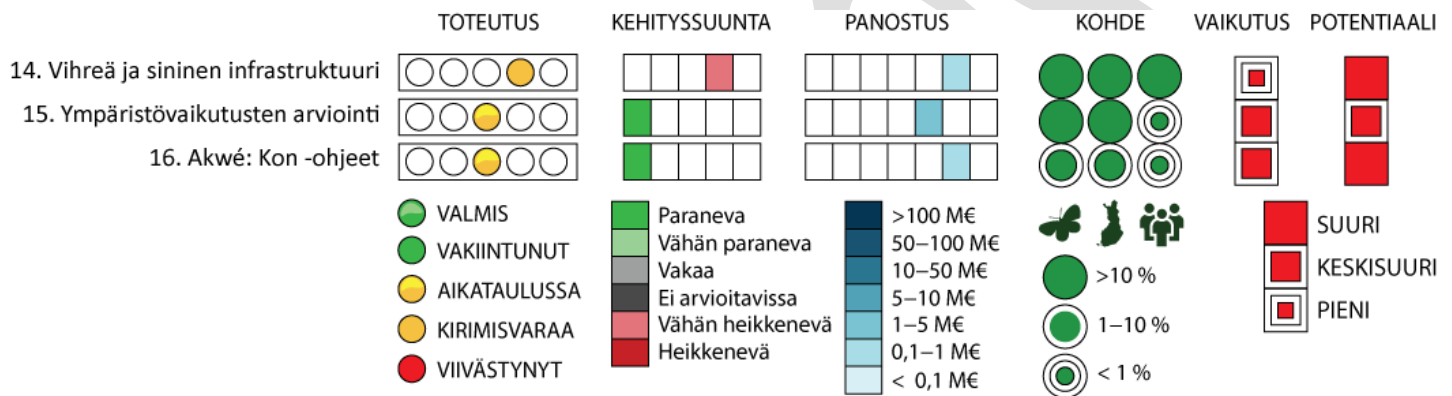 TOTEUTUS KEHITYSSUUNTA PANOSTUS KOHDE VAIKUTUS POTENTIAALI
14. Vihreä ja sininen infrastruktuuri
15. Ympäristövaikutusten arviointi
16. Akwé: Kon -ohjeet
VALMIS
VAKIINTUNUT
AIKATAULUSSA
KIRIMISVARAA
VIIVÄSTYNYT
Paraneva
Vähän paraneva
Vakaa
Ei arvioitavissa
Vähän heikkenevä
Heikkenevä
>100 M€
50–100 M€
10–50 M€
5–10 M€
1–5 M€
0,1–1 M€
< 0,1 M€
>10 %
1–10 %
< 1 %
SUURI
KESKISUURI
PIENI